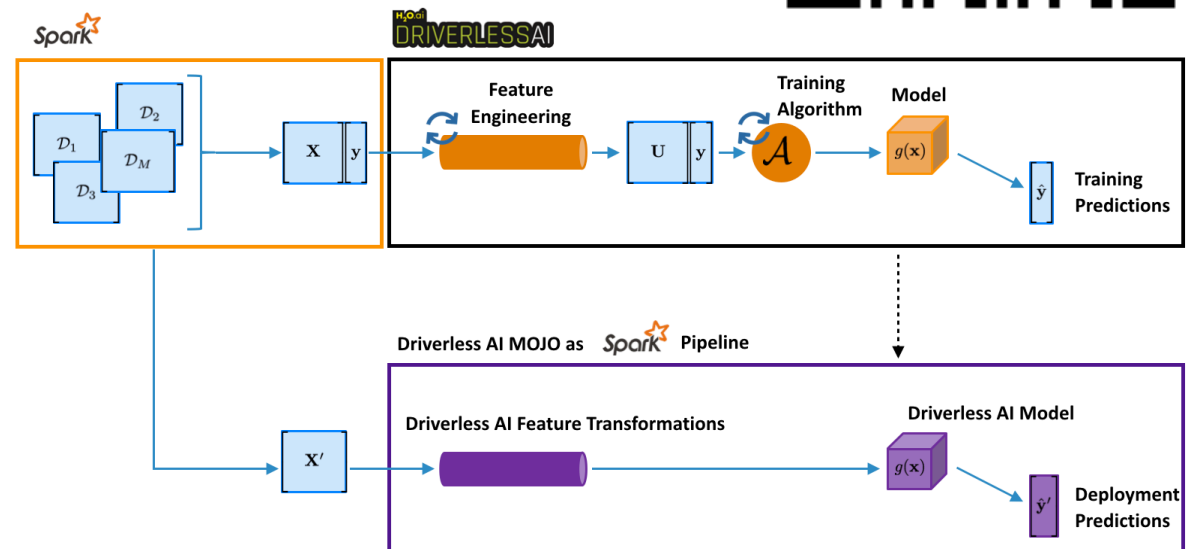 Spark
H₂O.ai
DRIVERLESSAI
Feature
Engineering
Training
Algorithm
Model
𝒟₁
𝒟₂
𝒟_M
𝒟₃
X y
U y
𝒜
g(x)
ŷ
Training
Predictions
Driverless AI MOJO as Spark Pipeline
Driverless AI Feature Transformations
Driverless AI Model
X′
g(x)
ŷ′
Deployment
Predictions